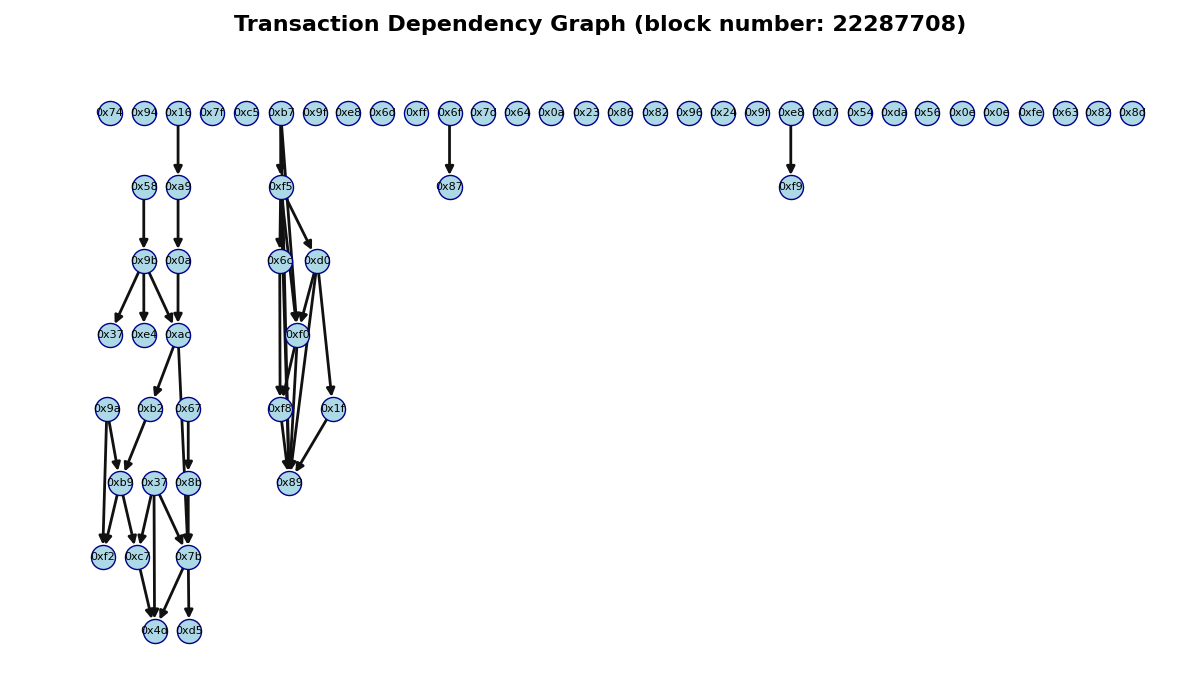 Transaction Dependency Graph (block number: 22287708)
0x74 0x94 0x16 0x7f 0xc5 0xb7 0x9f 0xe8 0x6d 0xff 0x6f 0x7d 0x64 0x0a 0x23 0x86 0x82 0x96 0x24 0x9f 0xe8 0xd7 0x54 0xda 0x56 0x0e 0x0e 0xfe 0x63 0x82 0x8d
0x58 0xa9 0xf5 0x87 0xf9
0x9b 0x0a 0x6c 0xd0
0x37 0xe4 0xac 0xf0
0x9a 0xb2 0x67 0xf8 0x1f
0xb9 0x37 0x8b 0x89
0xf2 0xc7 0x7b
0x4d 0xd5